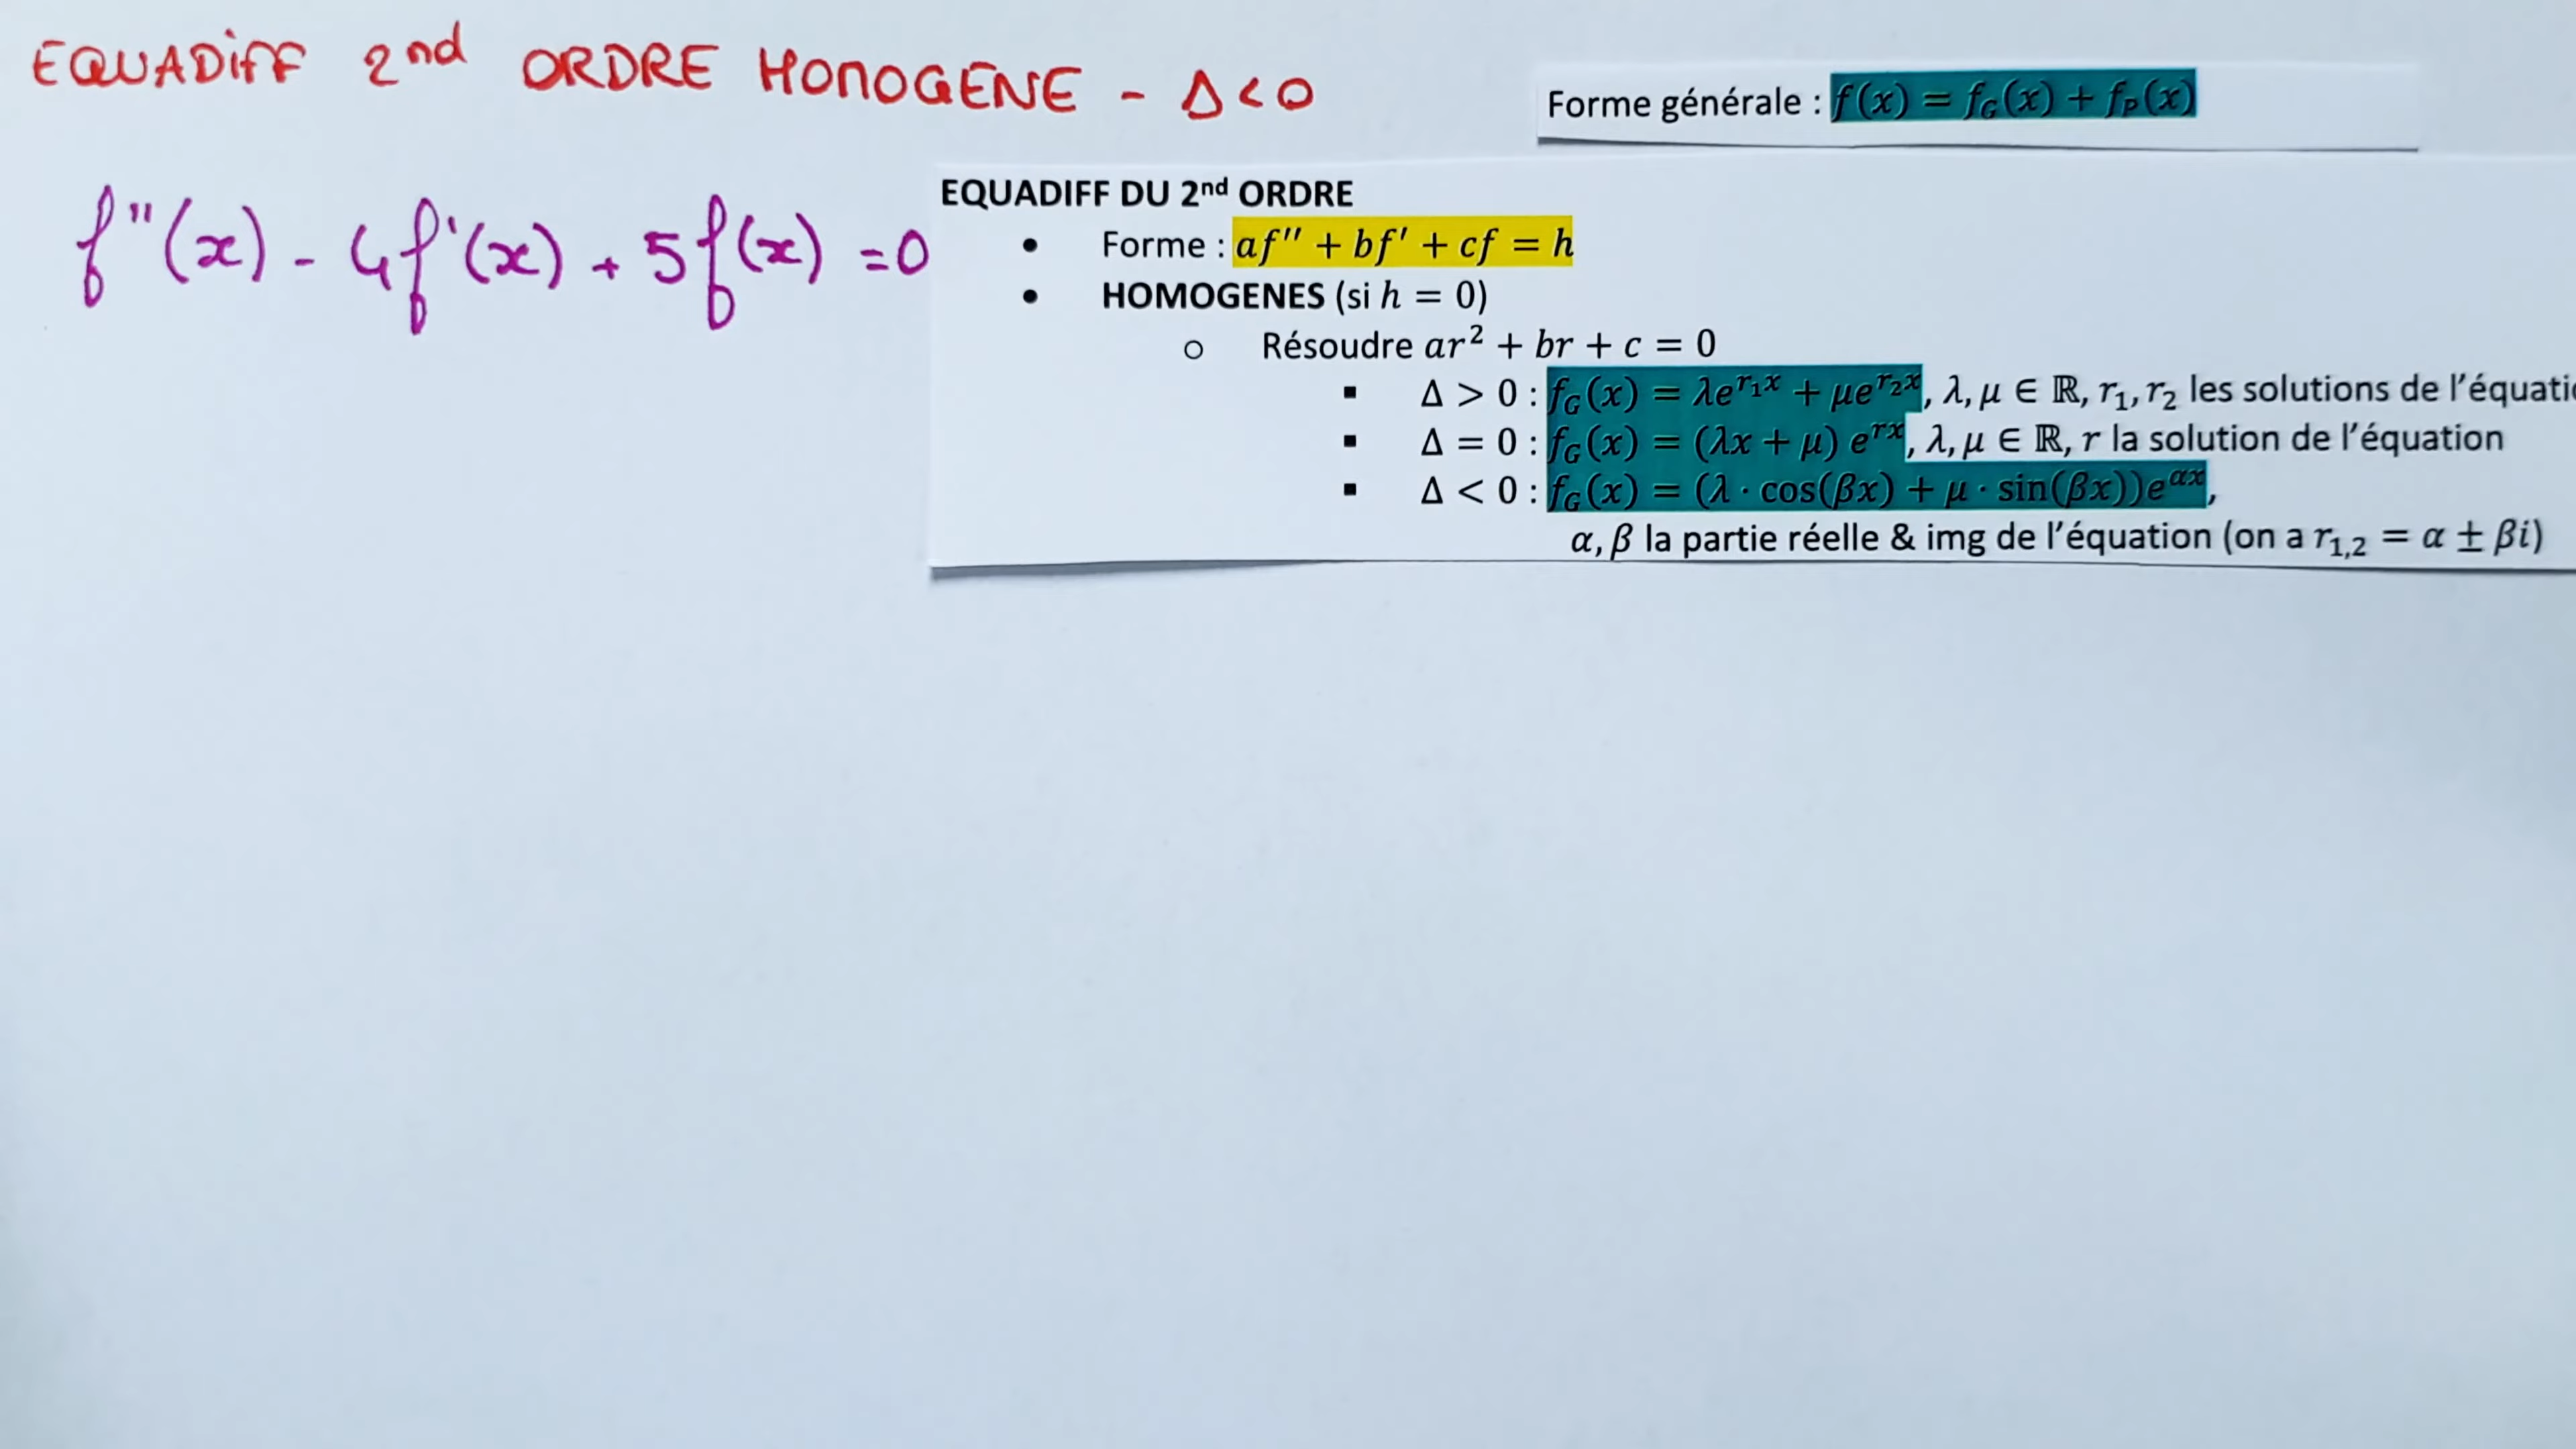 EQUADIFF 2nd ORDRE HOMOGENE - Δ<0
Forme générale : f(x) = f_G(x) + f_P(x)
f"(x) - 4f'(x) + 5f(x) = 0
EQUADIFF DU 2nd ORDRE
• Forme : af′′ + bf′ + cf = h
• HOMOGENES (si h = 0)
○ Résoudre ar² + br + c = 0
▪ Δ > 0 : f_G(x) = λe^{r₁x} + μe^{r₂x}, λ, μ ∈ ℝ, r₁, r₂ les solutions de l’équati
▪ Δ = 0 : f_G(x) = (λx + μ) e^{rx}, λ, μ ∈ ℝ, r la solution de l’équation
▪ Δ < 0 : f_G(x) = (λ · cos(βx) + μ · sin(βx))e^{αx},
α, β la partie réelle & img de l’équation (on a r₁,₂ = α ± βi)